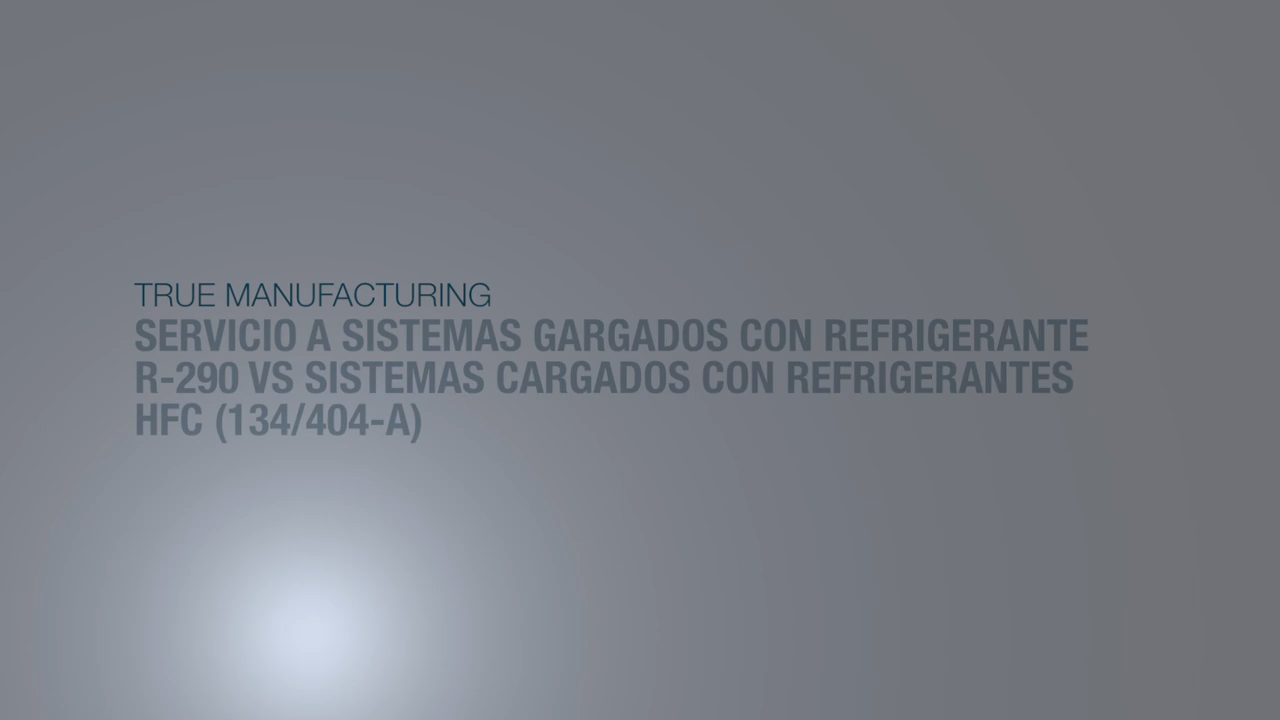 TRUE MANUFACTURING
SERVICIO A SISTEMAS GARGADOS CON REFRIGERANTE
R-290 VS SISTEMAS CARGADOS CON REFRIGERANTES
HFC (134/404-A)